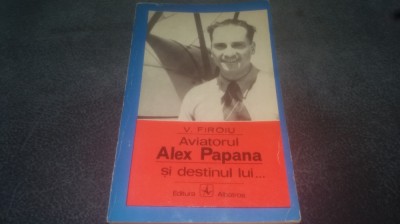 V. FIROIU
Aviatorul
Alex Papana
și destinul lui...
Editura Albatros